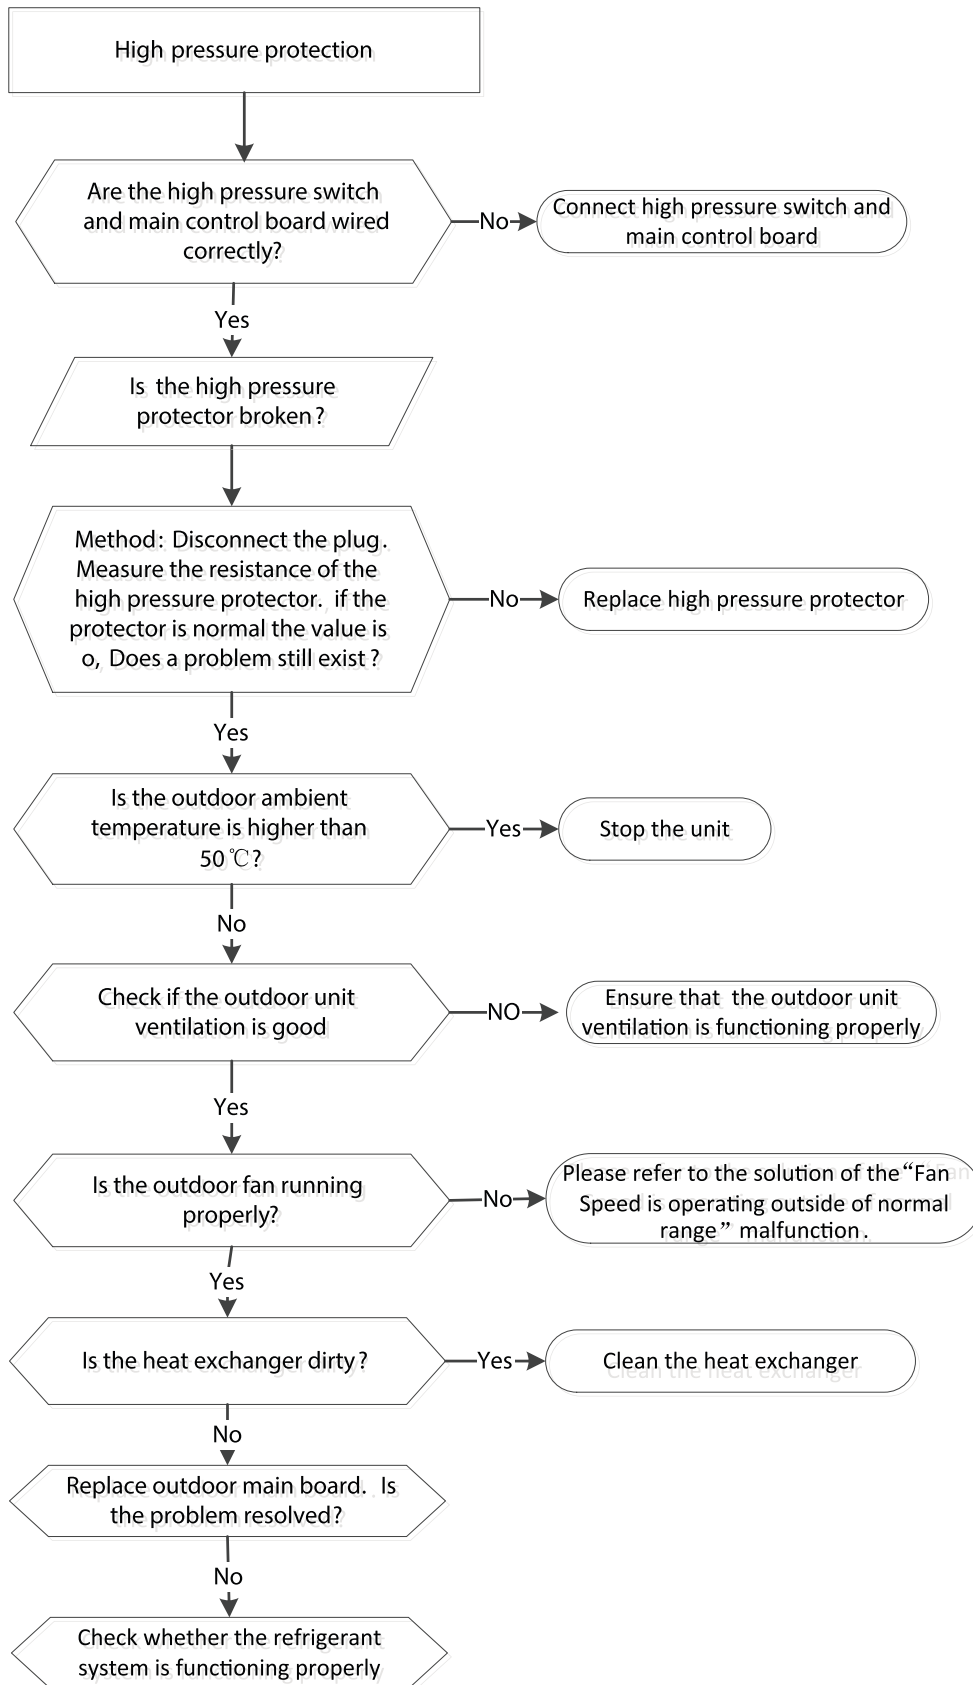 High pressure protection
Are the high pressure switch
and main control board wired
correctly?
No
Connect high pressure switch and
main control board
Yes
Is the high pressure
protector broken?
Method: Disconnect the plug.
Measure the resistance of the
high pressure protector. if the
protector is normal the value is
o, Does a problem still exist?
No
Replace high pressure protector
Yes
Is the outdoor ambient
temperature is higher than
50℃?
Yes
Stop the unit
No
Check if the outdoor unit
ventilation is good
NO
Ensure that the outdoor unit
ventilation is functioning properly
Yes
Is the outdoor fan running
properly?
No
Please refer to the solution of the “Fan
Speed is operating outside of normal
range” malfunction.
Yes
Is the heat exchanger dirty?
Yes
Clean the heat exchanger
No
Replace outdoor main board. Is
the problem resolved?
No
Check whether the refrigerant
system is functioning properly